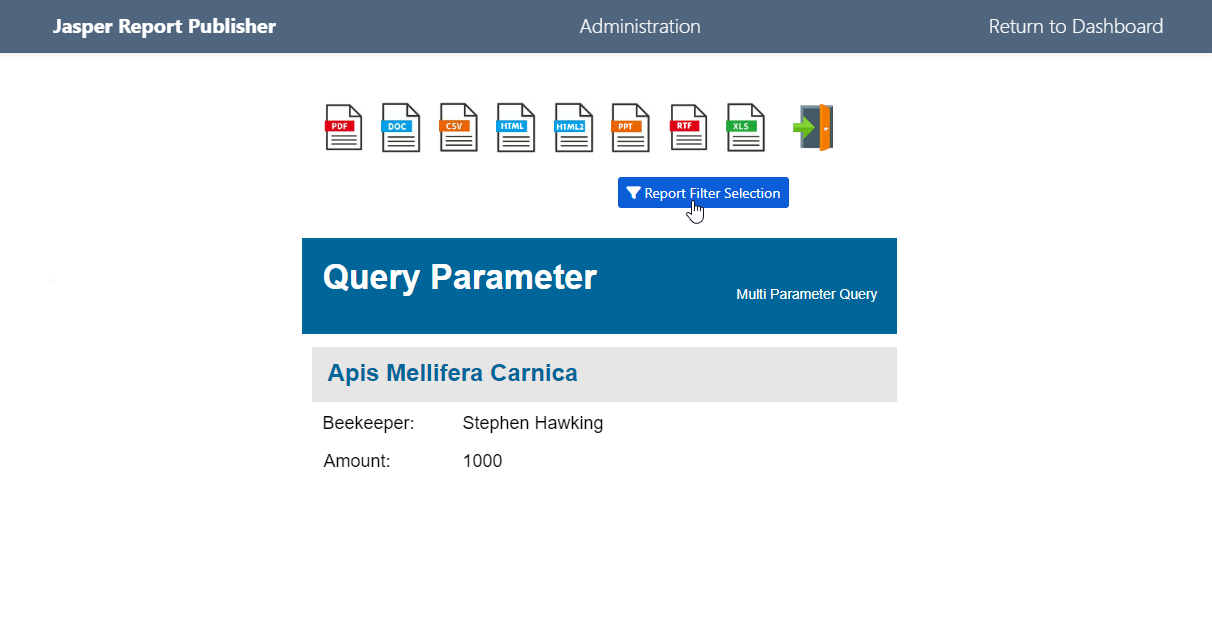 Jasper Report Publisher Administration Return to Dashboard
PDF DOC CSV HTML HTML2 PPT RTF XLS
Report Filter Selection
Query Parameter
Multi Parameter Query
Apis Mellifera Carnica
Beekeeper: Stephen Hawking
Amount: 1000